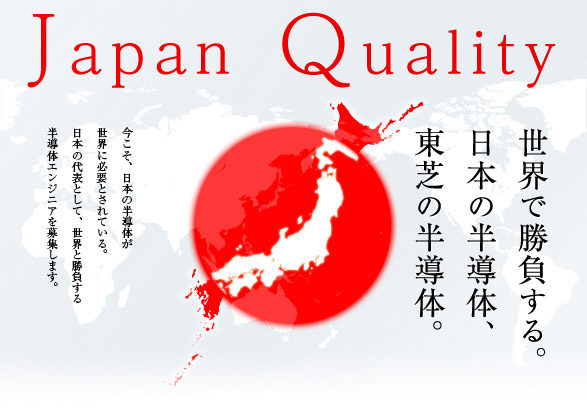 Japan Quality
世界で勝負する。
日本の半導体、
東芝の半導体。
今こそ、日本の半導体が
世界に必要とされている。
日本の代表として、世界と勝負する
半導体エンジニアを募集します。